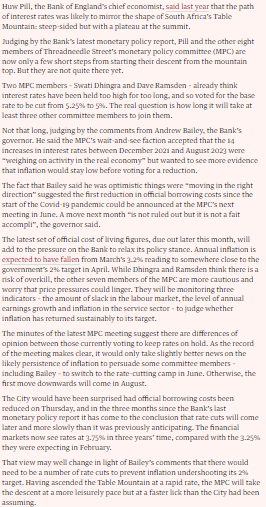 Huw Pill, the Bank of England's chief economist, said last year that the path
of interest rates was likely to mirror the shape of South Africa's Table
Mountain: steep-sided but with a plateau at the summit.
Judging by the Bank's latest monetary policy report, Pill and the other eight
members of Threadneedle Street's monetary policy committee (MPC) are
now only a few short steps from starting their descent from the mountain
top. But they are not quite there yet.
Two MPC members - Swati Dhingra and Dave Ramsden - already think
interest rates have been held too high for too long, and so voted for the base
rate to be cut from 5.25% to 5%. The real question is how long it will take at
least three other committee members to join them.
Not that long, judging by the comments from Andrew Bailey, the Bank's
governor. He said the MPC's wait-and-see faction accepted that the 14
increases in interest rates between December 2021 and August 2023 were
"weighing on activity in the real economy" but wanted to see more evidence
that inflation would stay low before voting for a reduction.
The fact that Bailey said he was optimistic things were "moving in the right
direction" suggested the first reduction in official borrowing costs since the
start of the Covid-19 pandemic could be announced at the MPC's next
meeting in June. A move next month "is not ruled out but it is not a fait
accompli", the governor said.
The latest set of official cost of living figures, due out later this month, will
add to the pressure on the Bank to relax its policy stance. Annual inflation is
expected to have fallen from March's 3.2% reading to somewhere close to the
government's 2% target in April. While Dhingra and Ramsden think there is a
risk of overkill, the other seven members of the MPC are more cautious and
worry that price pressures could linger. They will be monitoring three
indicators - the amount of slack in the labour market, the level of annual
earnings growth and inflation in the service sector - to judge whether
inflation has returned sustainably to its target.
The minutes of the latest MPC meeting suggest there are differences of
opinion between those currently voting to keep rates on hold. As the record
of the meeting makes clear, it would only take slightly better news on the
likely persistence of inflation to persuade some committee members -
including Bailey - to switch to the rate-cutting camp in June. Otherwise, the
first move downwards will come in August.
The City would have been surprised had official borrowing costs been
reduced on Thursday, and in the three months since the Bank's last
monetary policy report it has come to the conclusion that rate cuts will come
later and more slowly than it was previously anticipating. The financial
markets now see rates at 3.75% in three years' time, compared with the 3.25%
they were expecting in February.
That view may well change in light of Bailey's comments that there would
need to be a number of rate cuts to prevent inflation undershooting its 2%
target. Having ascended the Table Mountain at a rapid rate, the MPC will take
the descent at a more leisurely pace but at a faster lick than the City had been
assuming.